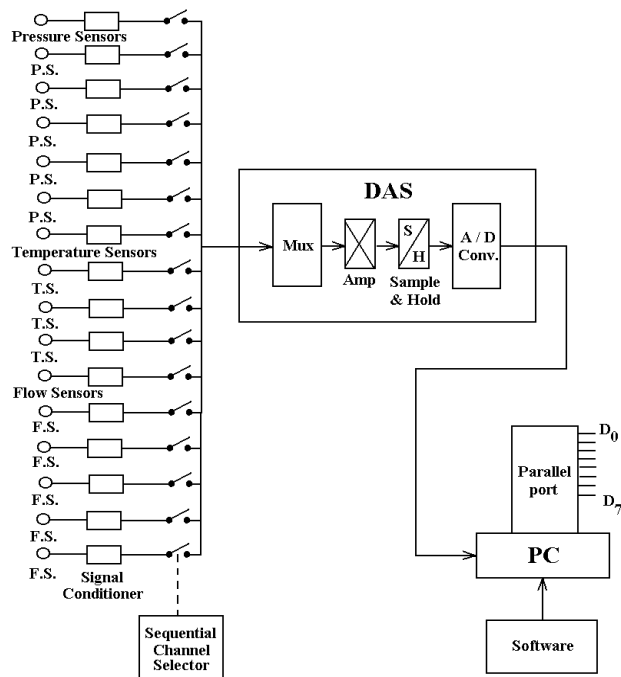 Pressure Sensors
P.S.
P.S.
P.S.
P.S.
P.S.
Temperature Sensors
T.S.
T.S.
T.S.
Flow Sensors
F.S.
F.S.
F.S.
F.S.
F.S.
Signal
Conditioner
Sequential
Channel
Selector
DAS
Mux
Amp
S
H
Sample
& Hold
A / D
Conv.
D0
Parallel
port
D7
PC
Software